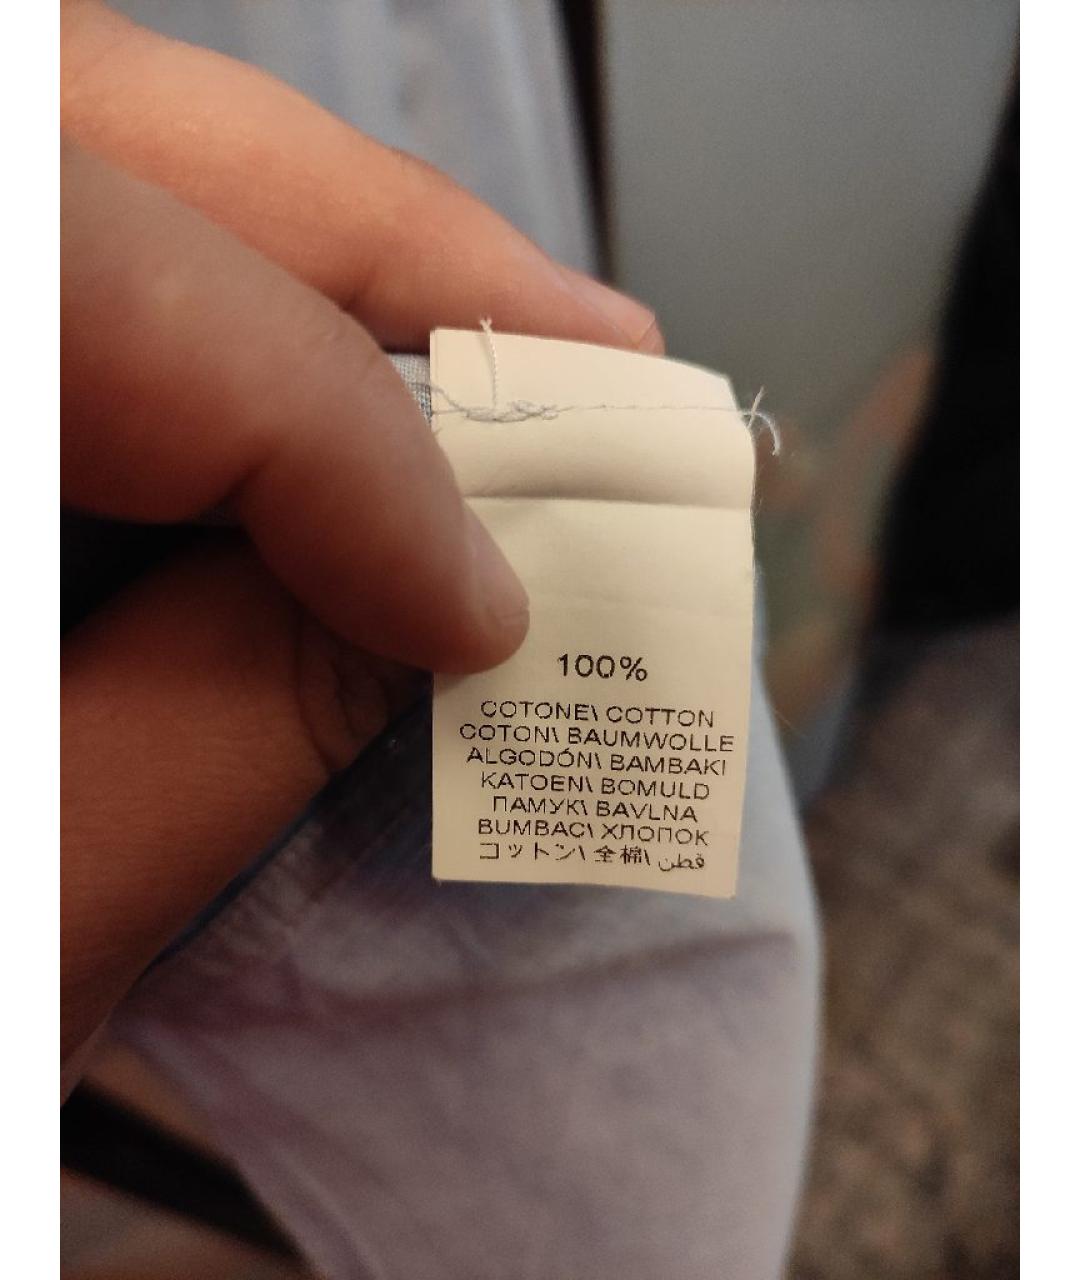 100%
COTONE\ COTTON
COTON\ BAUMWOLLE
ALGODÓN\ BAMBAKI
KATOEN\ BOMULD
ПАМУК\ BAVLNA
BUMBAC\ ХЛОПОК
コットン\ 全棉\ قطن